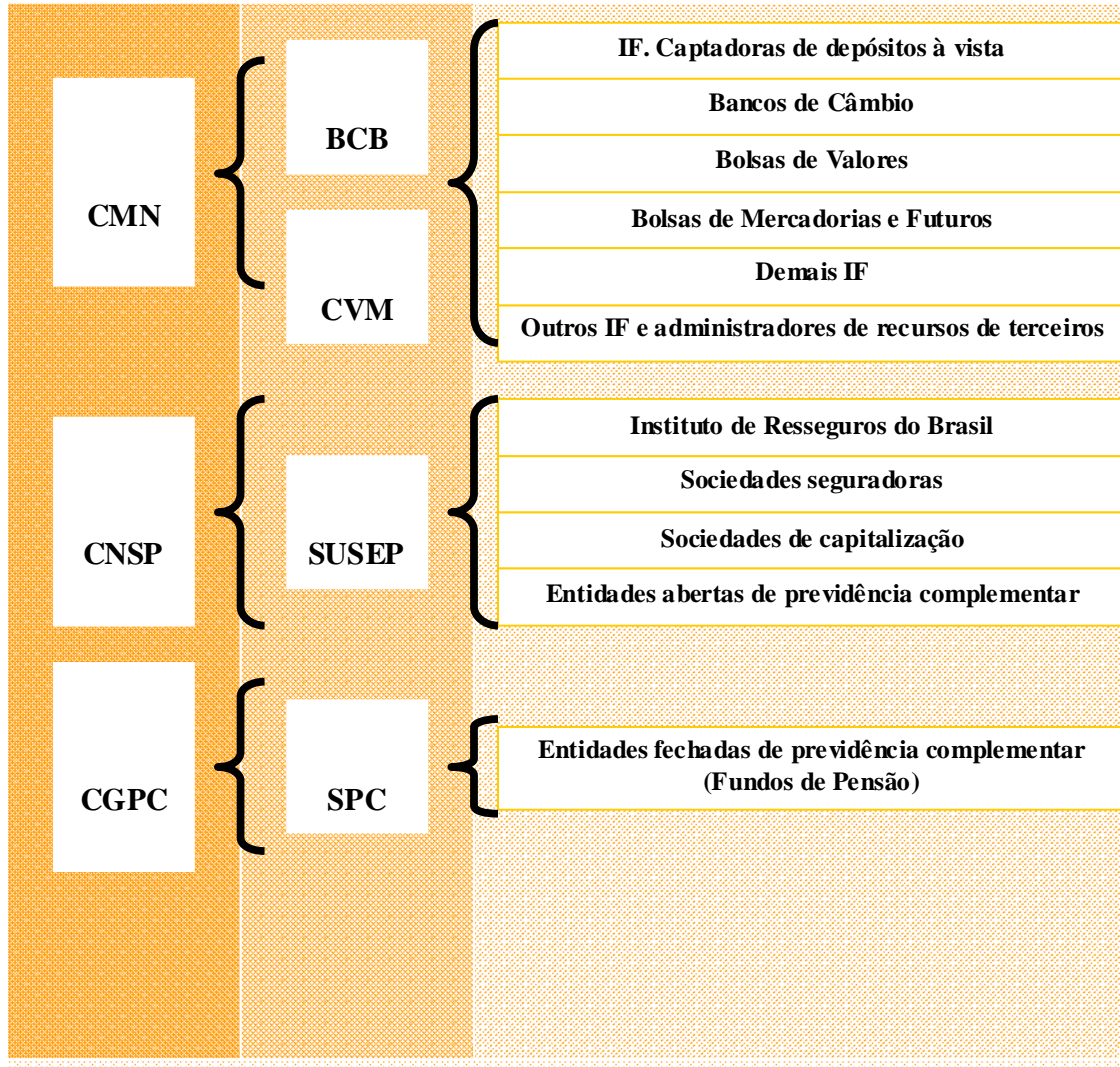 CMN
BCB
CVM
IF. Captadoras de depósitos à vista
Bancos de Câmbio
Bolsas de Valores
Bolsas de Mercadorias e Futuros
Demais IF
Outros IF e administradores de recursos de terceiros
CNSP
SUSEP
Instituto de Resseguros do Brasil
Sociedades seguradoras
Sociedades de capitalização
Entidades abertas de previdência complementar
CGPC
SPC
Entidades fechadas de previdência complementar
(Fundos de Pensão)